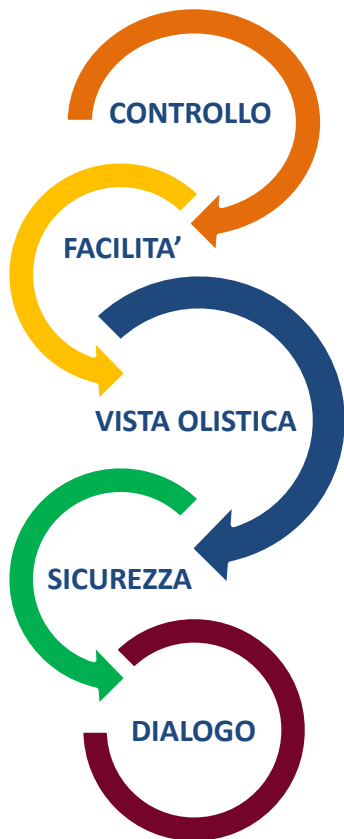 CONTROLLO
FACILITA’
VISTA OLISTICA
SICUREZZA
DIALOGO